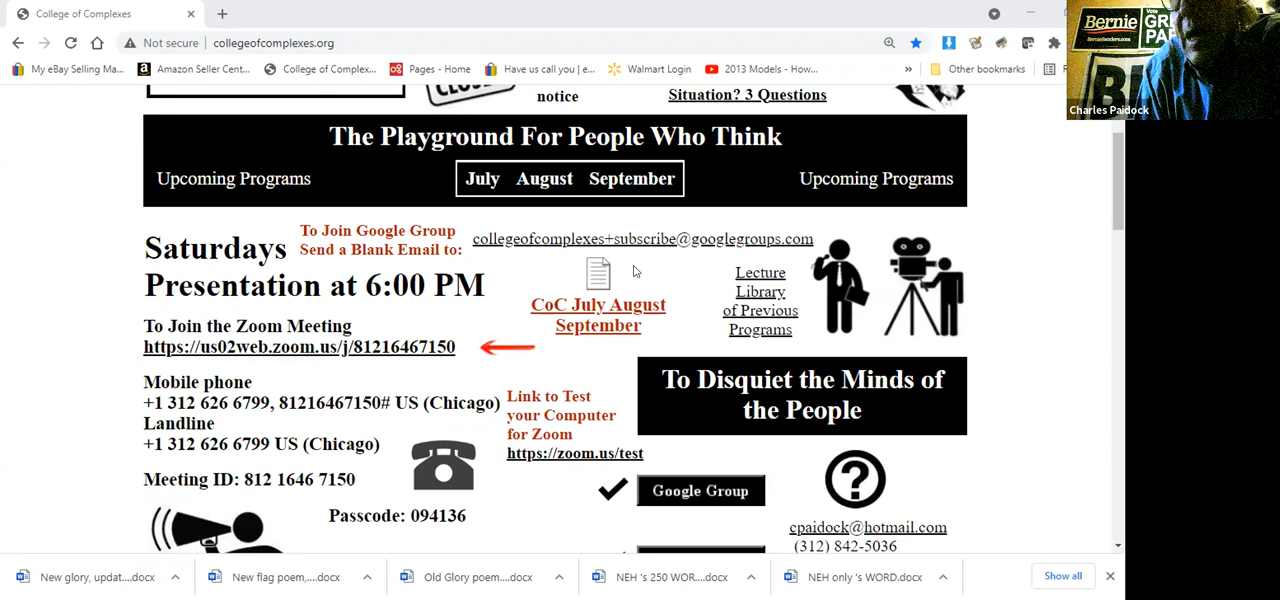 College of Complexes
Not secure
collegeofcomplexes.org
My eBay Selling Ma...
Amazon Seller Cent...
College of Complex...
Pages - Home
Have us call you | e...
Walmart Login
2013 Models - How...
»
Other bookmarks
Bernie
BernieSanders.com
Vote
GRE
PAR
Charles Paidock
notice
Situation? 3 Questions
The Playground For People Who Think
Upcoming Programs
July August September
Upcoming Programs
Saturdays
Presentation at 6:00 PM
To Join Google Group
Send a Blank Email to:
collegeofcomplexes+subscribe@googlegroups.com
CoC July August
September
Lecture
Library
of Previous
Programs
To Join the Zoom Meeting
https://us02web.zoom.us/j/81216467150
To Disquiet the Minds of
the People
Mobile phone
+1 312 626 6799, 81216467150# US (Chicago)
Landline
+1 312 626 6799 US (Chicago)
Link to Test
your Computer
for Zoom
https://zoom.us/test
Meeting ID: 812 1646 7150
Passcode: 094136
Google Group
?
cpaidock@hotmail.com
(312) 842-5036
New glory, updat....docx
New flag poem,....docx
Old Glory poem....docx
NEH 's 250 WOR....docx
NEH only 's WORD.docx
Show all